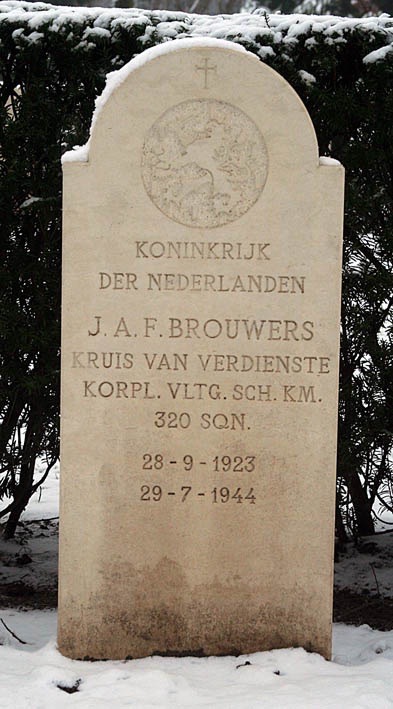 KONINKRIJK
DER NEDERLANDEN
J. A. F. BROUWERS
KRUIS VAN VERDIENSTE
KORPL. VLTG. SCH. KM.
320 SQN.
28-9-1923
29-7-1944